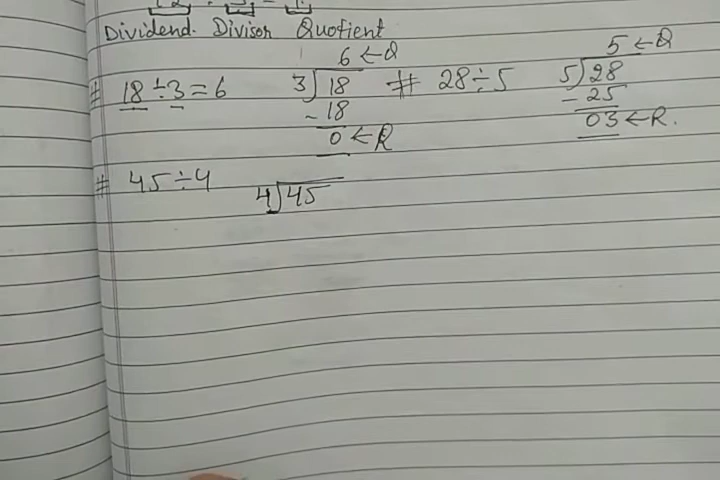 Dividend. Divisor Quotient
6 ← Q
5 ← Q
# 18 ÷ 3 = 6 3)18 # 28 ÷ 5 5)28
- 18
- 25
0 ← R
03 ← R.
# 45 ÷ 4 4)45